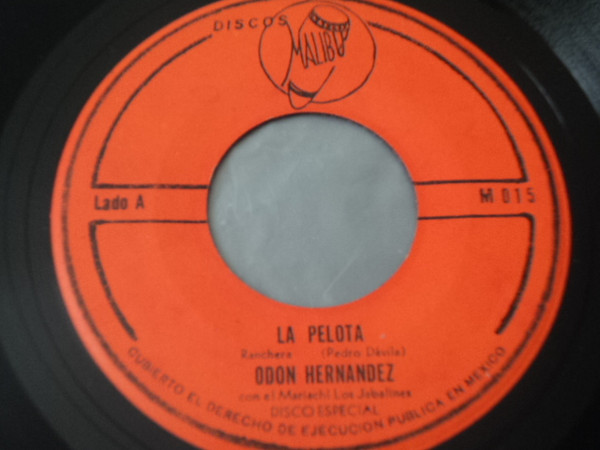 DISCOS
MALIBU
Lado A
M 015
LA PELOTA
Ranchera (Pedro Dávila)
ODON HERNANDEZ
con el Mariachi Los Jabalines
DISCO ESPECIAL
CUBIERTO EL DERECHO DE EJECUCION PUBLICA EN MEXICO